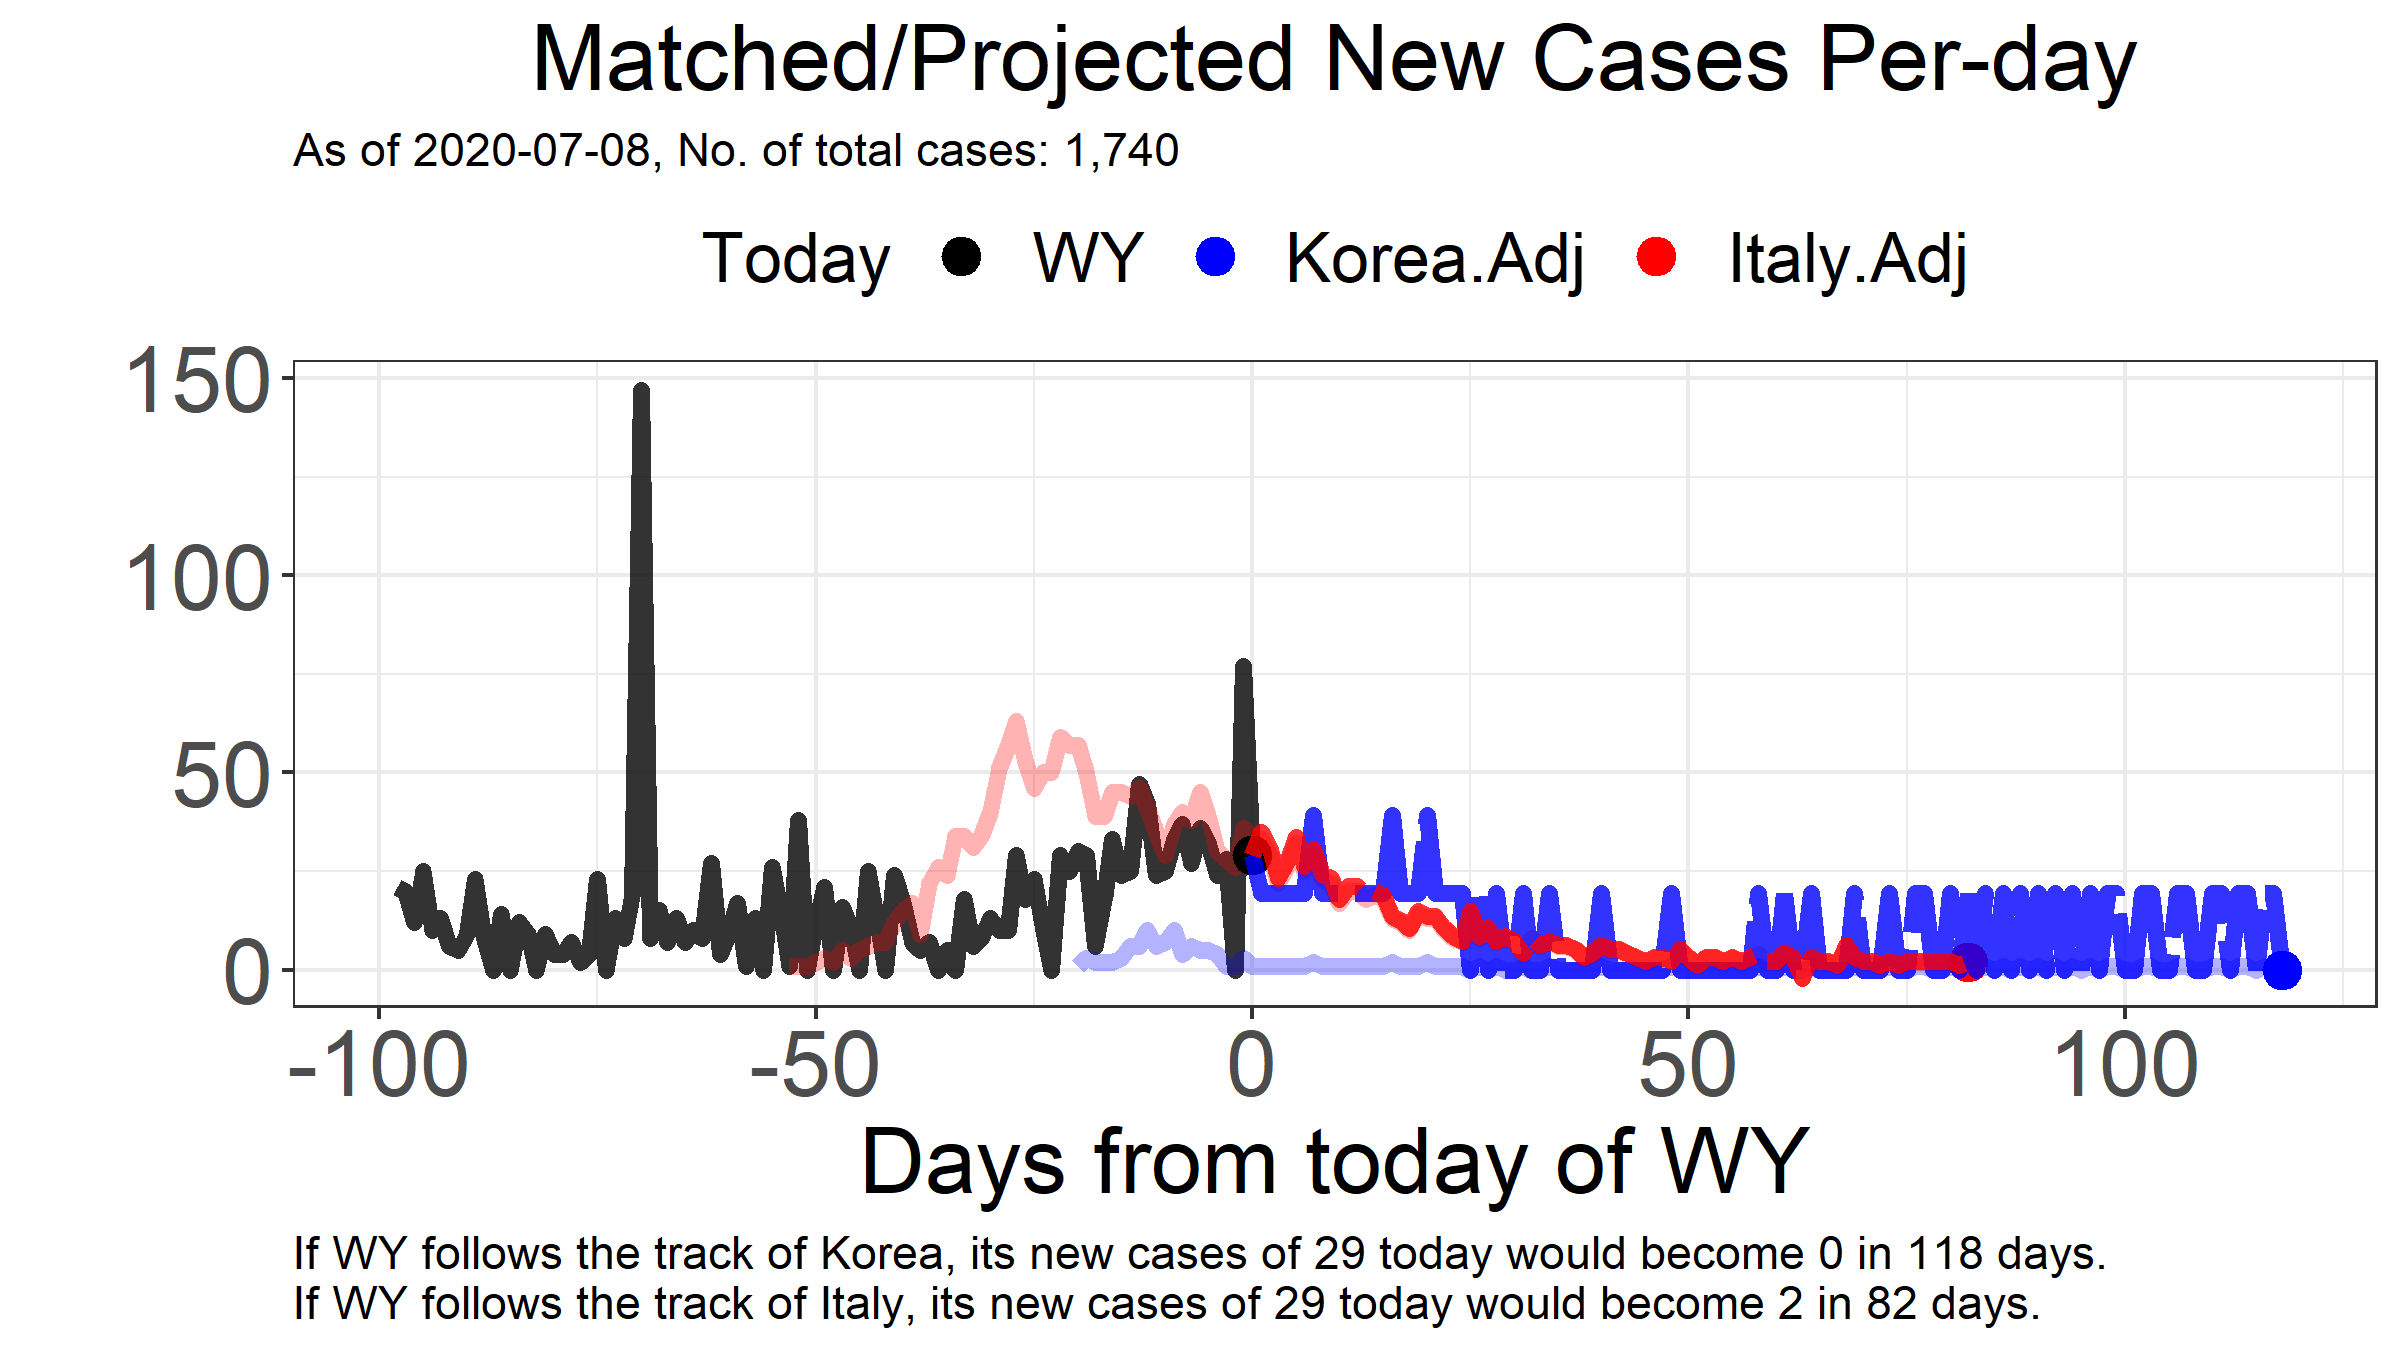 Matched/Projected New Cases Per-day
As of 2020-07-08, No. of total cases: 1,740
Today WY Korea.Adj Italy.Adj
150
100
50
0
-100 -50 0 50 100
Days from today of WY
If WY follows the track of Korea, its new cases of 29 today would become 0 in 118 days.
If WY follows the track of Italy, its new cases of 29 today would become 2 in 82 days.